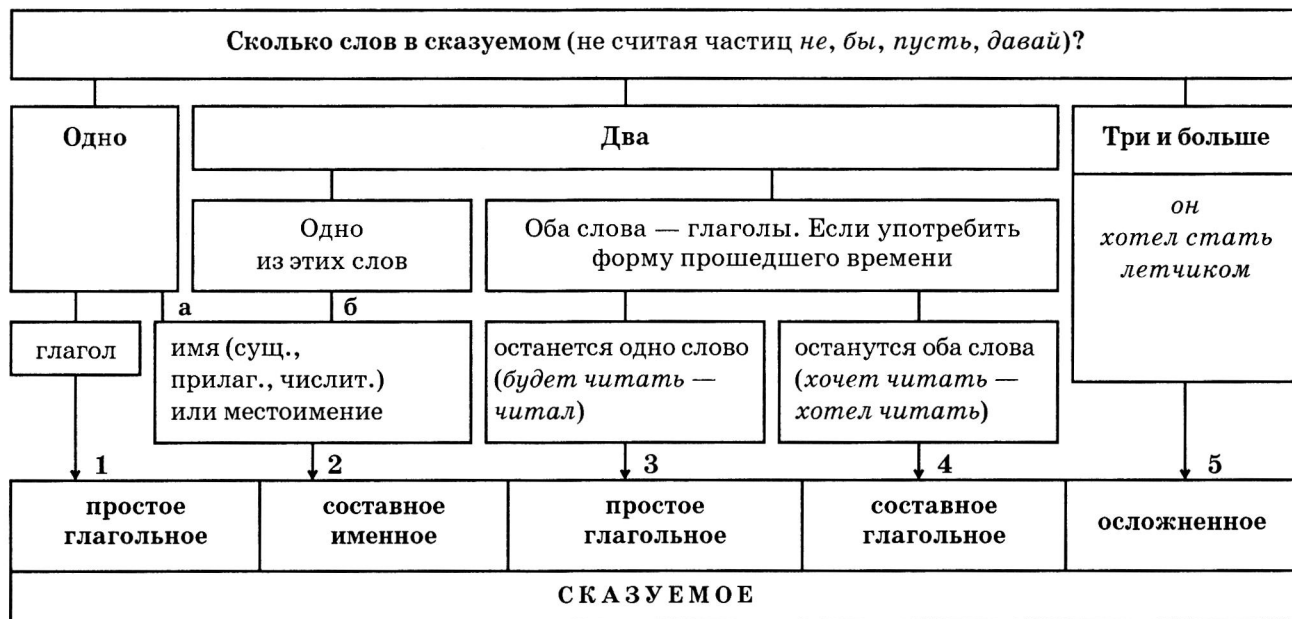 Сколько слов в сказуемом (не считая частиц не, бы, пусть, давай)?
Одно
Два
Три и больше
Одно
из этих слов
Оба слова — глаголы. Если употребить
форму прошедшего времени
он
хотел стать
летчиком
а
б
глагол
имя (сущ.,
прилаг., числит.)
или местоимение
останется одно слово
(будет читать —
читал)
останутся оба слова
(хочет читать —
хотел читать)
1
2
3
4
5
простое
глагольное
составное
именное
простое
глагольное
составное
глагольное
осложненное
СКАЗУЕМОЕ